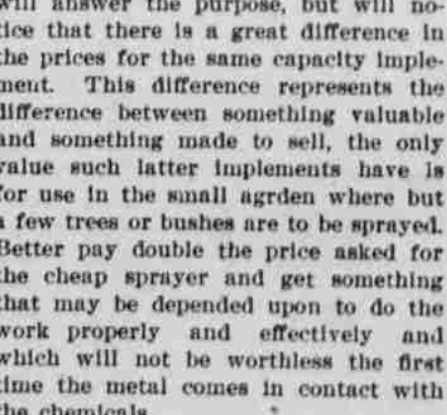 will answer the purpose, but will no-
tice that there is a great difference in
the prices for the same capacity imple-
ment. This difference represents the
difference between something valuable
and something made to sell, the only
value such latter implements have is
for use in the small agrden where but
a few trees or bushes are to be sprayed.
Better pay double the price asked for
the cheap sprayer and get something
that may be depended upon to do the
work properly and effectively and
which will not be worthless the first
time the metal comes in contact with
the chemicals.